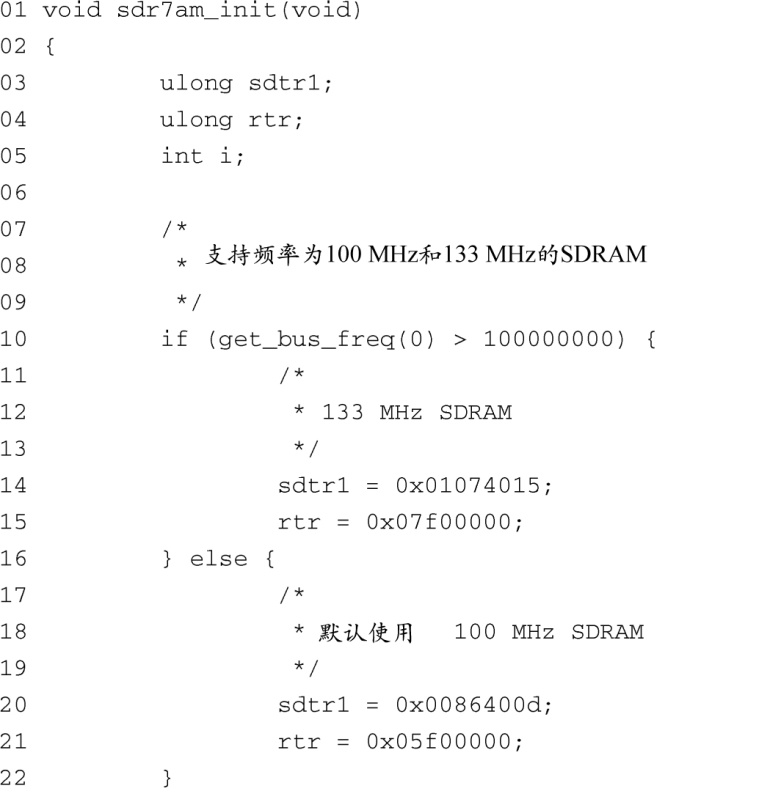 01 void sdr7am_init(void)
02 {
03 ulong sdtr1;
04 ulong rtr;
05 int i;
06
07 /*
08 * 支持频率为100 MHz和133 MHz的SDRAM
09 */
10 if (get_bus_freq(0) > 100000000) {
11 /*
12 * 133 MHz SDRAM
13 */
14 sdtr1 = 0x01074015;
15 rtr = 0x07f00000;
16 } else {
17 /*
18 * 默认使用 100 MHz SDRAM
19 */
20 sdtr1 = 0x0086400d;
21 rtr = 0x05f00000;
22 }